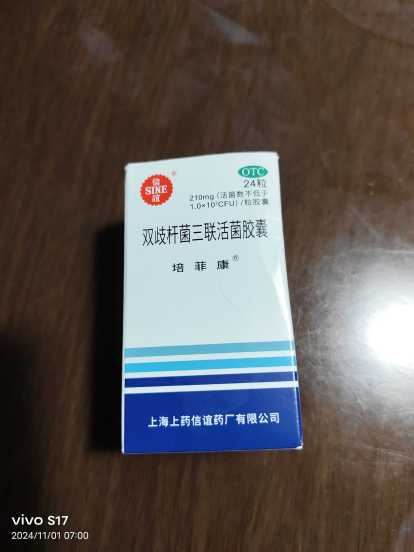 信
SINE
谊
®
OTC
24粒
210mg(活菌数不低于
1.0×10⁷CFU)/粒胶囊
双歧杆菌三联活菌胶囊
培菲康®
上海上药信谊药厂有限公司
vivo S17
2024/11/01 07:00